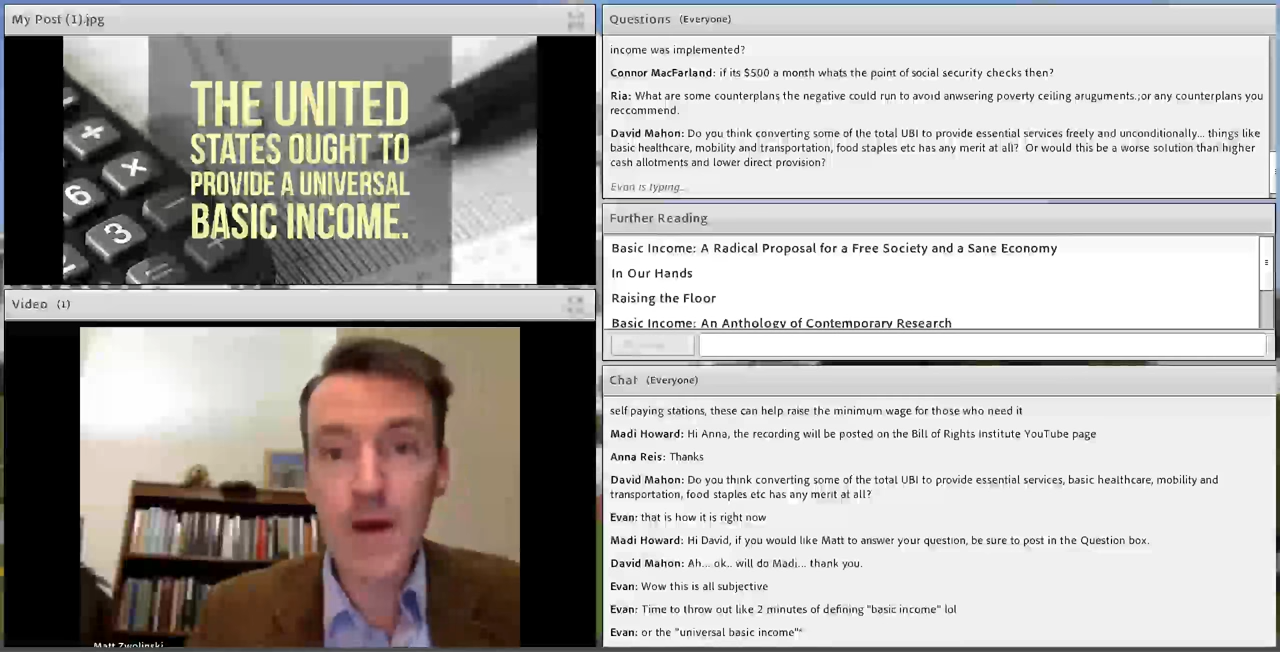 My Post (1).jpg
THE UNITED
STATES OUGHT TO
PROVIDE A UNIVERSAL
BASIC INCOME.
Video (1)
Matt Zwolinski
Questions (Everyone)
income was implemented?
Connor MacFarland: if its $500 a month whats the point of social security checks then?
Ria: What are some counterplans the negative could run to avoid anwsering poverty ceiling aruguments.;or any counterplans you
reccommend.
David Mahon: Do you think converting some of the total UBI to provide essential services freely and unconditionally... things like
basic healthcare, mobility and transportation, food staples etc has any merit at all? Or would this be a worse solution than higher
cash allotments and lower direct provision?
Evan is typing...
Further Reading
Basic Income: A Radical Proposal for a Free Society and a Sane Economy
In Our Hands
Raising the Floor
Basic Income: An Anthology of Contemporary Research
Chat (Everyone)
self paying stations, these can help raise the minimum wage for those who need it
Madi Howard: Hi Anna, the recording will be posted on the Bill of Rights Institute YouTube page
Anna Reis: Thanks
David Mahon: Do you think converting some of the total UBI to provide essential services, basic healthcare, mobility and
transportation, food staples etc has any merit at all?
Evan: that is how it is right now
Madi Howard: Hi David, if you would like Matt to answer your question, be sure to post in the Question box.
David Mahon: Ah... ok.. will do Madi... thank you.
Evan: Wow this is all subjective
Evan: Time to throw out like 2 minutes of defining "basic income" lol
Evan: or the "universal basic income"*